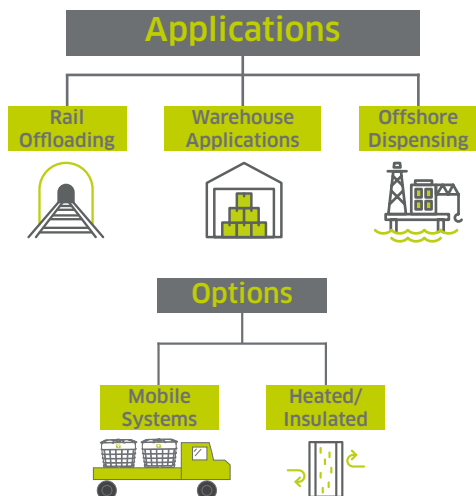 Applications
Rail
Offloading
Warehouse
Applications
Offshore
Dispensing
Options
Mobile
Systems
Heated/
Insulated